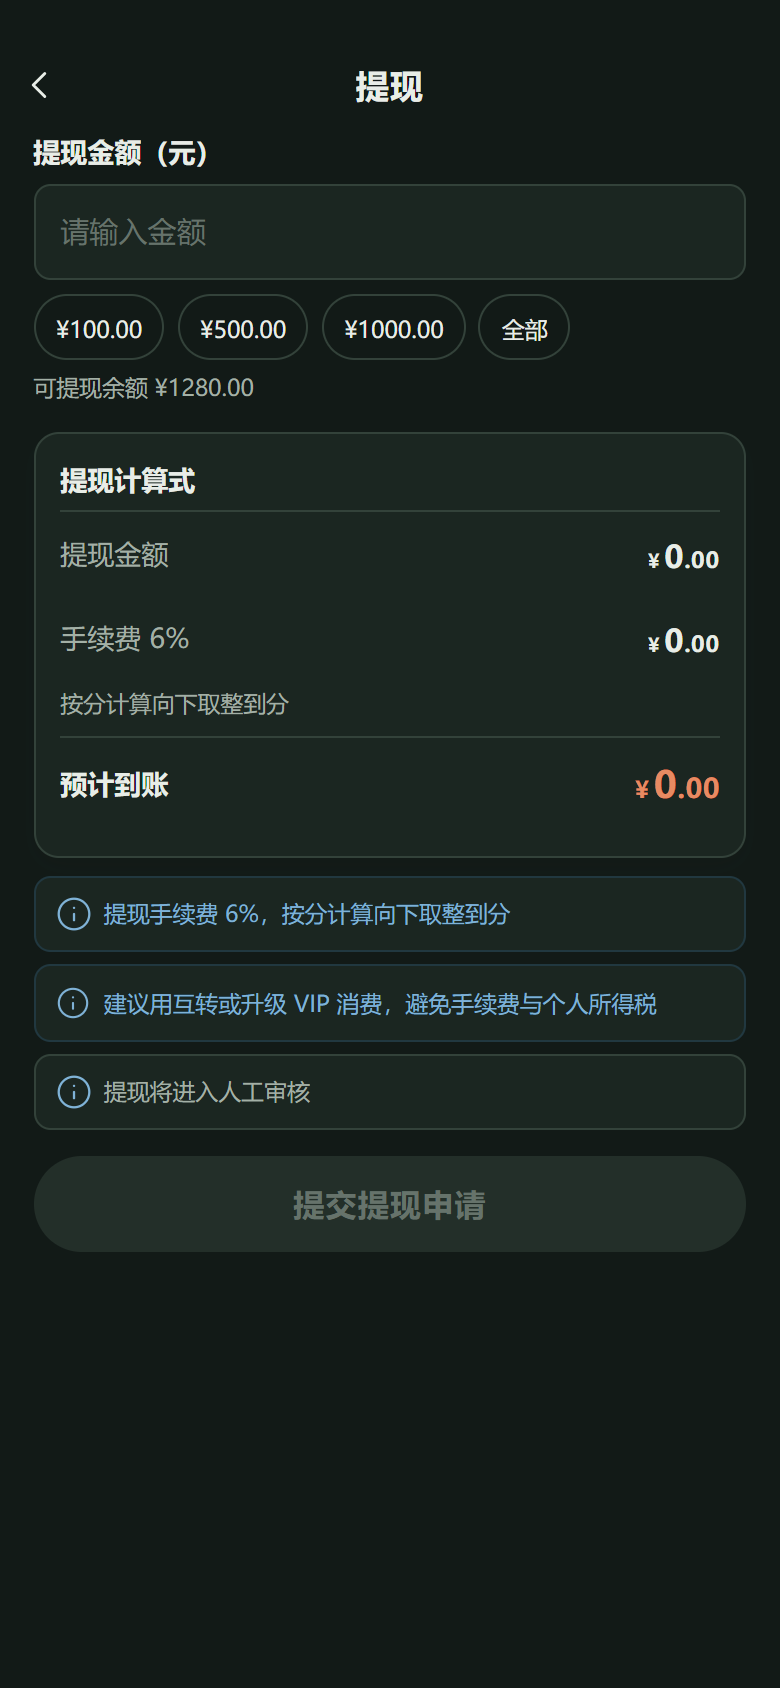 提现
提现金额（元）
请输入金额
¥100.00 ¥500.00 ¥1000.00 全部
可提现余额 ¥1280.00
提现计算式
提现金额 ¥0.00
手续费 6% ¥0.00
按分计算向下取整到分
预计到账 ¥0.00
提现手续费 6%，按分计算向下取整到分
建议用互转或升级 VIP 消费，避免手续费与个人所得税
提现将进入人工审核
提交提现申请